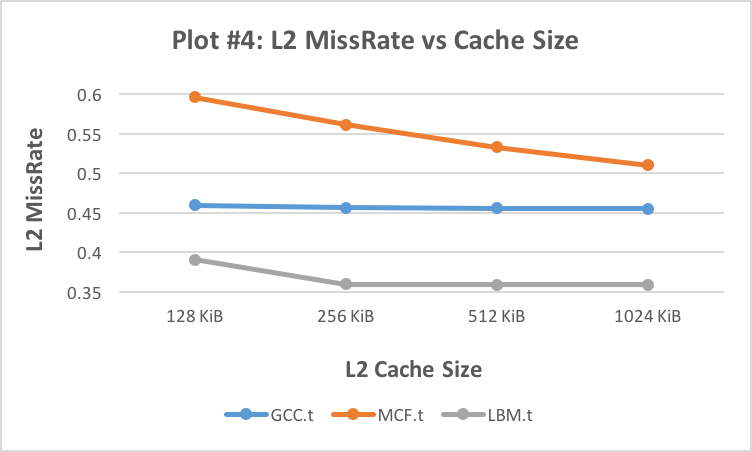 Plot #4: L2 MissRate vs Cache Size
L2 MissRate
0.6
0.55
0.5
0.45
0.4
0.35
128 KiB 256 KiB 512 KiB 1024 KiB
L2 Cache Size
GCC.t MCF.t LBM.t